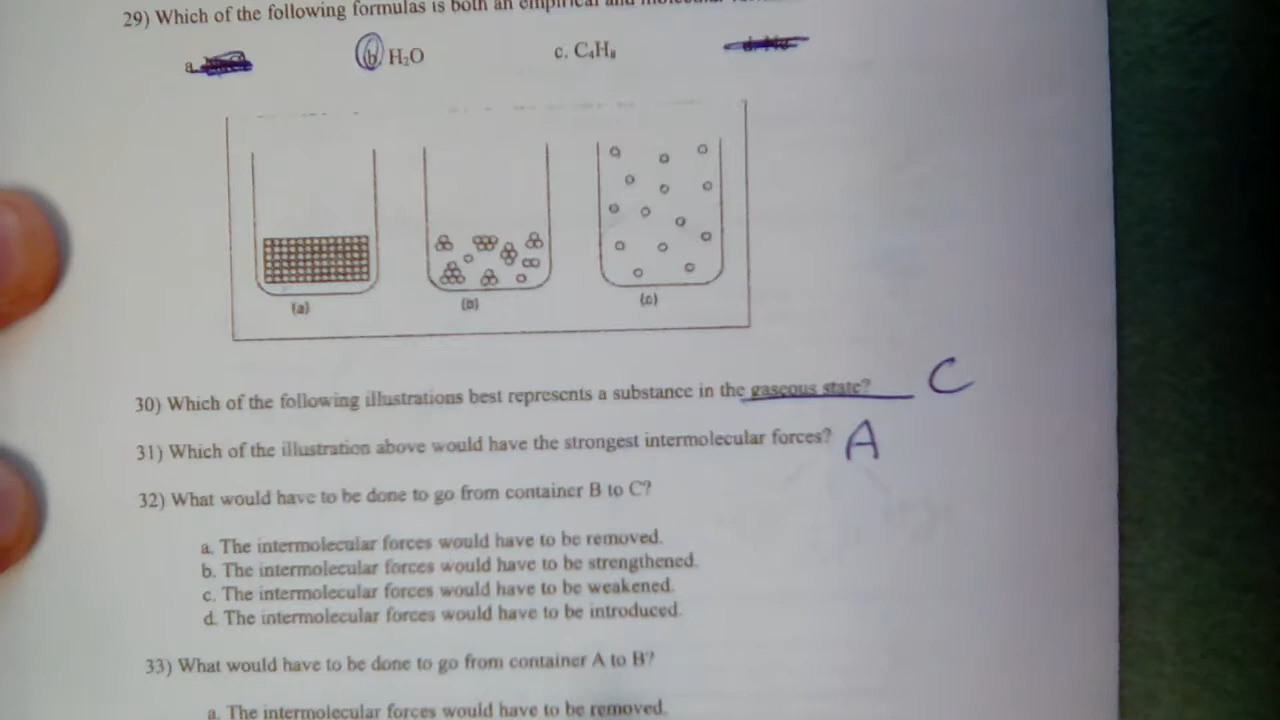 29) Which of the following formulas is both an empirical and
a.
b H₂O
c. C₄H₈
(a)
(b)
(c)
30) Which of the following illustrations best represents a substance in the gaseous state? C
31) Which of the illustration above would have the strongest intermolecular forces? A
32) What would have to be done to go from container B to C?
a. The intermolecular forces would have to be removed.
b. The intermolecular forces would have to be strengthened.
c. The intermolecular forces would have to be weakened.
d. The intermolecular forces would have to be introduced.
33) What would have to be done to go from container A to B?
a. The intermolecular forces would have to be removed.